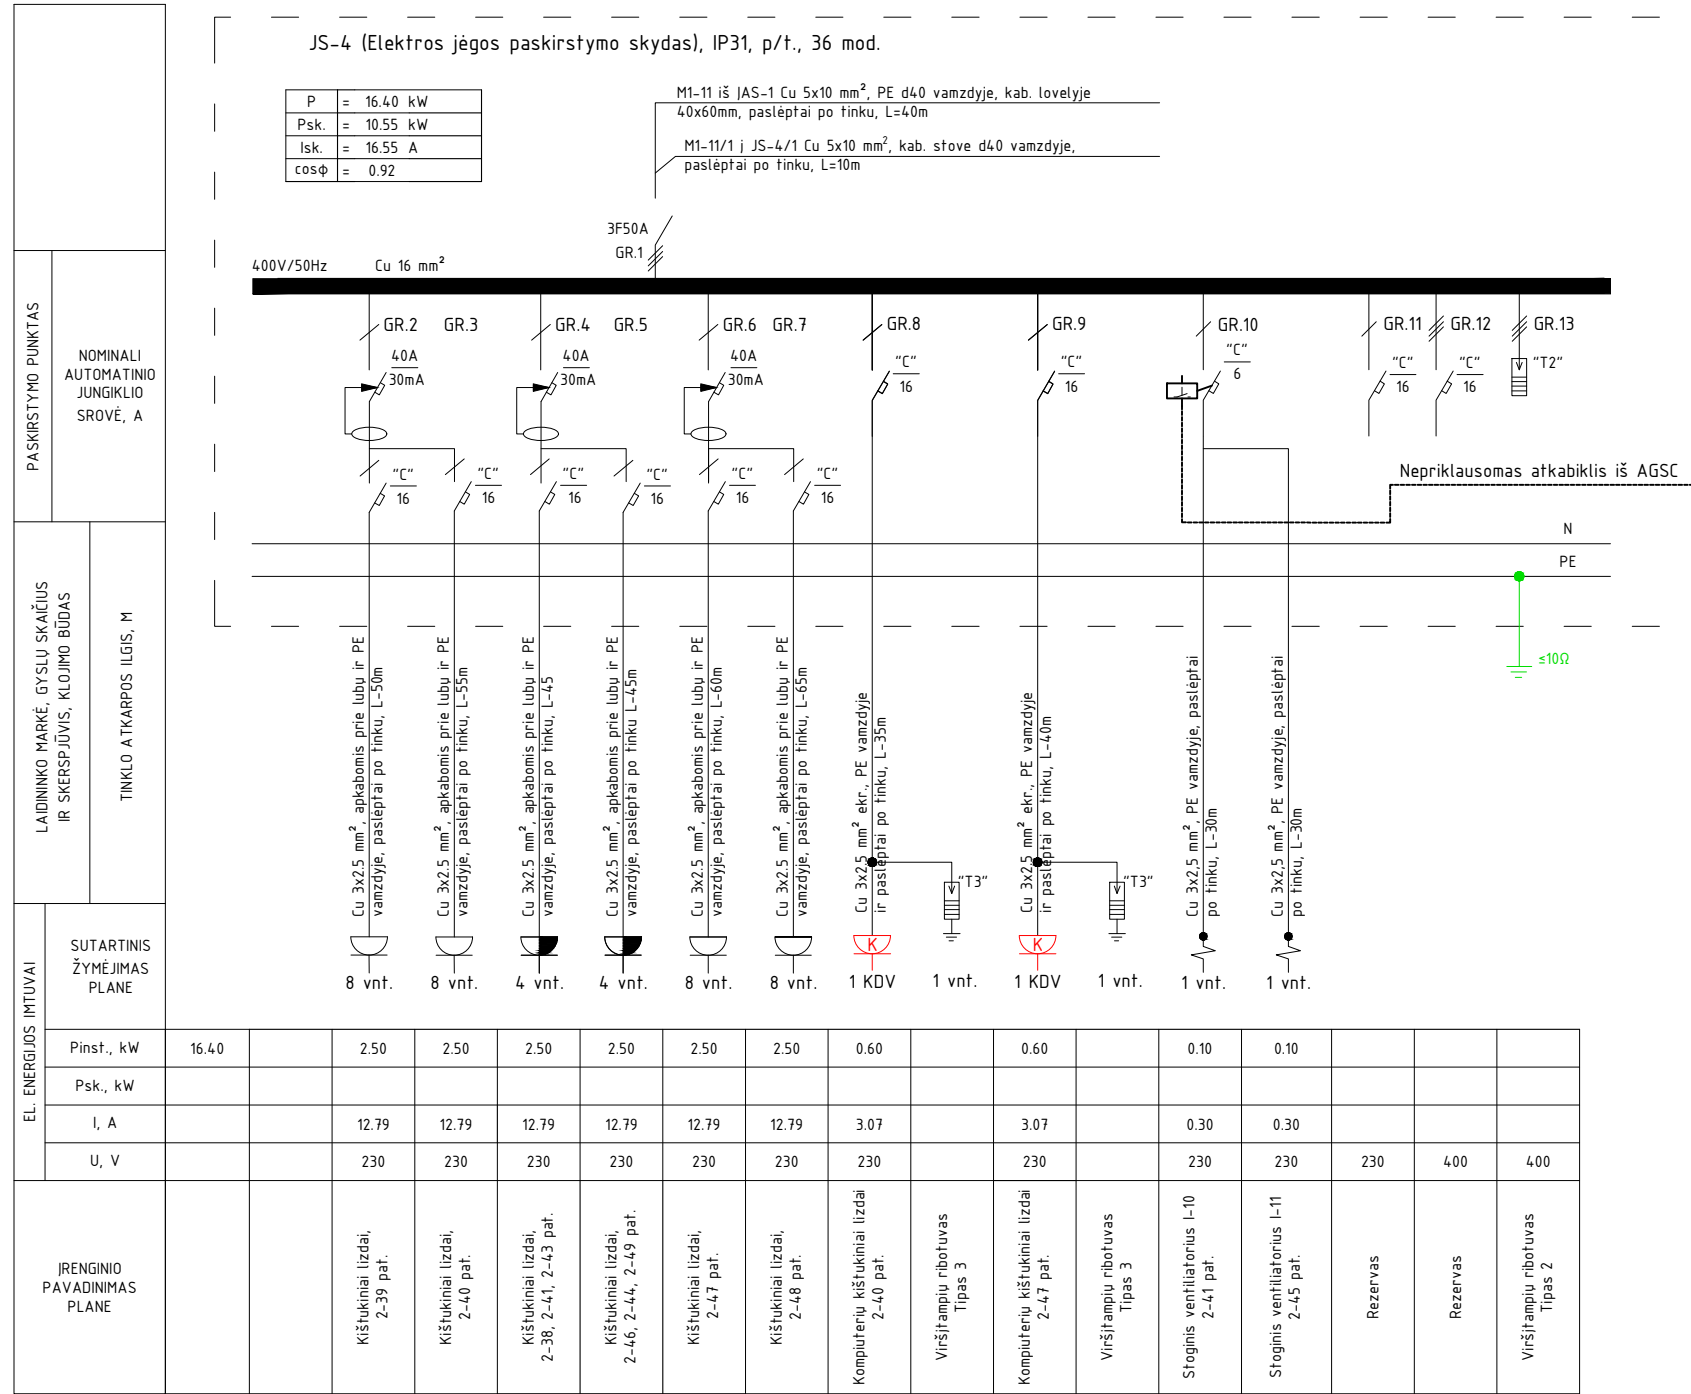 JS-4 (Elektros jėgos paskirstymo skydas), IP31, p/t., 36 mod.
P = 16.40 kW
Psk. = 10.55 kW
Isk. = 16.55 A
cosφ = 0.92
M1-11 iš JAS-1 Cu 5x10 mm², PE d40 vamzdyje, kab. lovelyje
40x60mm, paslėptai po tinku, L=40m
M1-11/1 į JS-4/1 Cu 5x10 mm², kab. stove d40 vamzdyje,
paslėptai po tinku, L=10m
3F50A
GR.1
400V/50Hz Cu 16 mm²
PASKIRSTYMO PUNKTAS
NOMINALI
AUTOMATINIO
JUNGIKLIO
SROVĖ, A
GR.2 GR.3 GR.4 GR.5 GR.6 GR.7 GR.8 GR.9 GR.10 GR.11 GR.12 GR.13
40A
30mA
40A
30mA
40A
30mA
"C"
16
"C"
16
"C"
6
"C"
16
"C"
16
"T2"
"C"
16
"C"
16
"C"
16
"C"
16
"C"
16
"C"
16
Nepriklausomas atkabiklis iš AGSC
N
PE
≤10Ω
LAIDININKO MARKĖ, GYSLŲ SKAIČIUS
IR SKERSPJŪVIS, KLOJIMO BŪDAS
TINKLO ATKARPOS ILGIS, M
Cu 3x2,5 mm², apkabomis prie lubų ir PE
vamzdyje, paslėptai po tinku, L-50m
Cu 3x2,5 mm², apkabomis prie lubų ir PE
vamzdyje, paslėptai po tinku, L-55m
Cu 3x2,5 mm², apkabomis prie lubų ir PE
vamzdyje, paslėptai po tinku, L-45
Cu 3x2,5 mm², apkabomis prie lubų ir PE
vamzdyje, paslėptai po tinku, L-45m
Cu 3x2,5 mm², apkabomis prie lubų ir PE
vamzdyje, paslėptai po tinku, L-60m
Cu 3x2,5 mm², apkabomis prie lubų ir PE
vamzdyje, paslėptai po tinku, L-65m
Cu 3x2,5 mm² ekr., PE vamzdyje
ir paslėptai po tinku, L-35m
"T3"
Cu 3x2,5 mm² ekr., PE vamzdyje
ir paslėptai po tinku, L-40m
"T3"
Cu 3x2,5 mm², PE vamzdyje, paslėptai
po tinku, L-30m
Cu 3x2,5 mm², PE vamzdyje, paslėptai
po tinku, L-30m
EL. ENERGIJOS IMTUVAI
SUTARTINIS
ŽYMĖJIMAS
PLANE
K K
8 vnt. 8 vnt. 4 vnt. 4 vnt. 8 vnt. 8 vnt. 1 KDV 1 vnt. 1 KDV 1 vnt. 1 vnt. 1 vnt.
Pinst., kW 16.40 2.50 2.50 2.50 2.50 2.50 2.50 0.60 0.60 0.10 0.10
Psk., kW
I, A 12.79 12.79 12.79 12.79 12.79 12.79 3.07 3.07 0.30 0.30
U, V 230 230 230 230 230 230 230 230 230 230 230 400 400
ĮRENGINIO
PAVADINIMAS
PLANE
Kištukiniai lizdai,
2-39 pat.
Kištukiniai lizdai,
2-40 pat.
Kištukiniai lizdai,
2-38, 2-41, 2-43 pat.
Kištukiniai lizdai,
2-46, 2-44, 2-49 pat.
Kištukiniai lizdai,
2-47 pat.
Kištukiniai lizdai,
2-48 pat.
Kompiuterių kištukiniai lizdai
2-40 pat.
Viršįtampių ribotuvas
Tipas 3
Kompiuterių kištukiniai lizdai
2-47 pat.
Viršįtampių ribotuvas
Tipas 3
Stoginis ventiliatorius I-10
2-41 pat.
Stoginis ventiliatorius I-11
2-45 pat.
Rezervas
Rezervas
Viršįtampių ribotuvas
Tipas 2